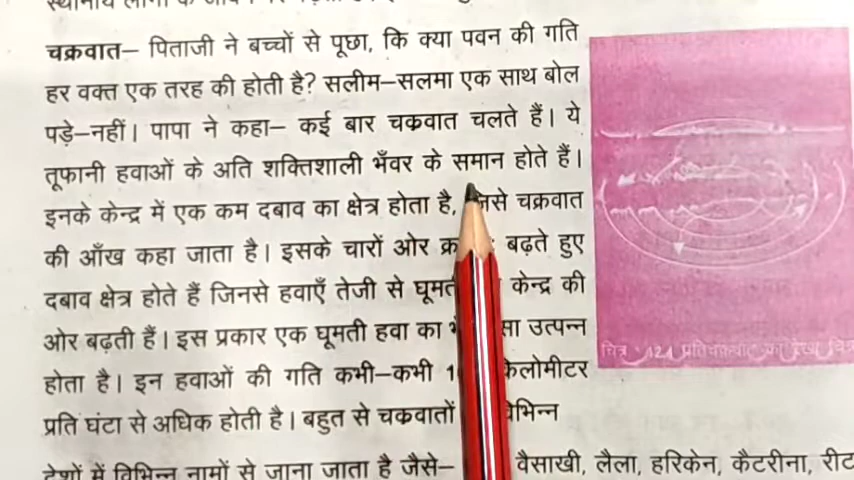 चक्रवात– पिताजी ने बच्चों से पूछा, कि क्या पवन की गति
हर वक्त एक तरह की होती है? सलीम–सलमा एक साथ बोल
पड़े–नहीं। पापा ने कहा– कई बार चक्रवात चलते हैं। ये
तूफानी हवाओं के अति शक्तिशाली भँवर के समान होते हैं।
इनके केन्द्र में एक कम दबाव का क्षेत्र होता है, जिसे चक्रवात
की आँख कहा जाता है। इसके चारों ओर बढ़ते हुए
दबाव क्षेत्र होते हैं जिनसे हवाएँ तेजी से केन्द्र की
ओर बढ़ती हैं। इस प्रकार एक घूमती हवा का उत्पन्न
होता है। इन हवाओं की गति कभी–कभी किलोमीटर
प्रति घंटा से अधिक होती है। बहुत से चक्रवातों विभिन्न
देशों में विभिन्न नामों से जाना जाता है जैसे– वैसाखी, लैला, हरिकेन, कैटरीना,
चित्र प्रतिचक्रवात का रेखा चित्र